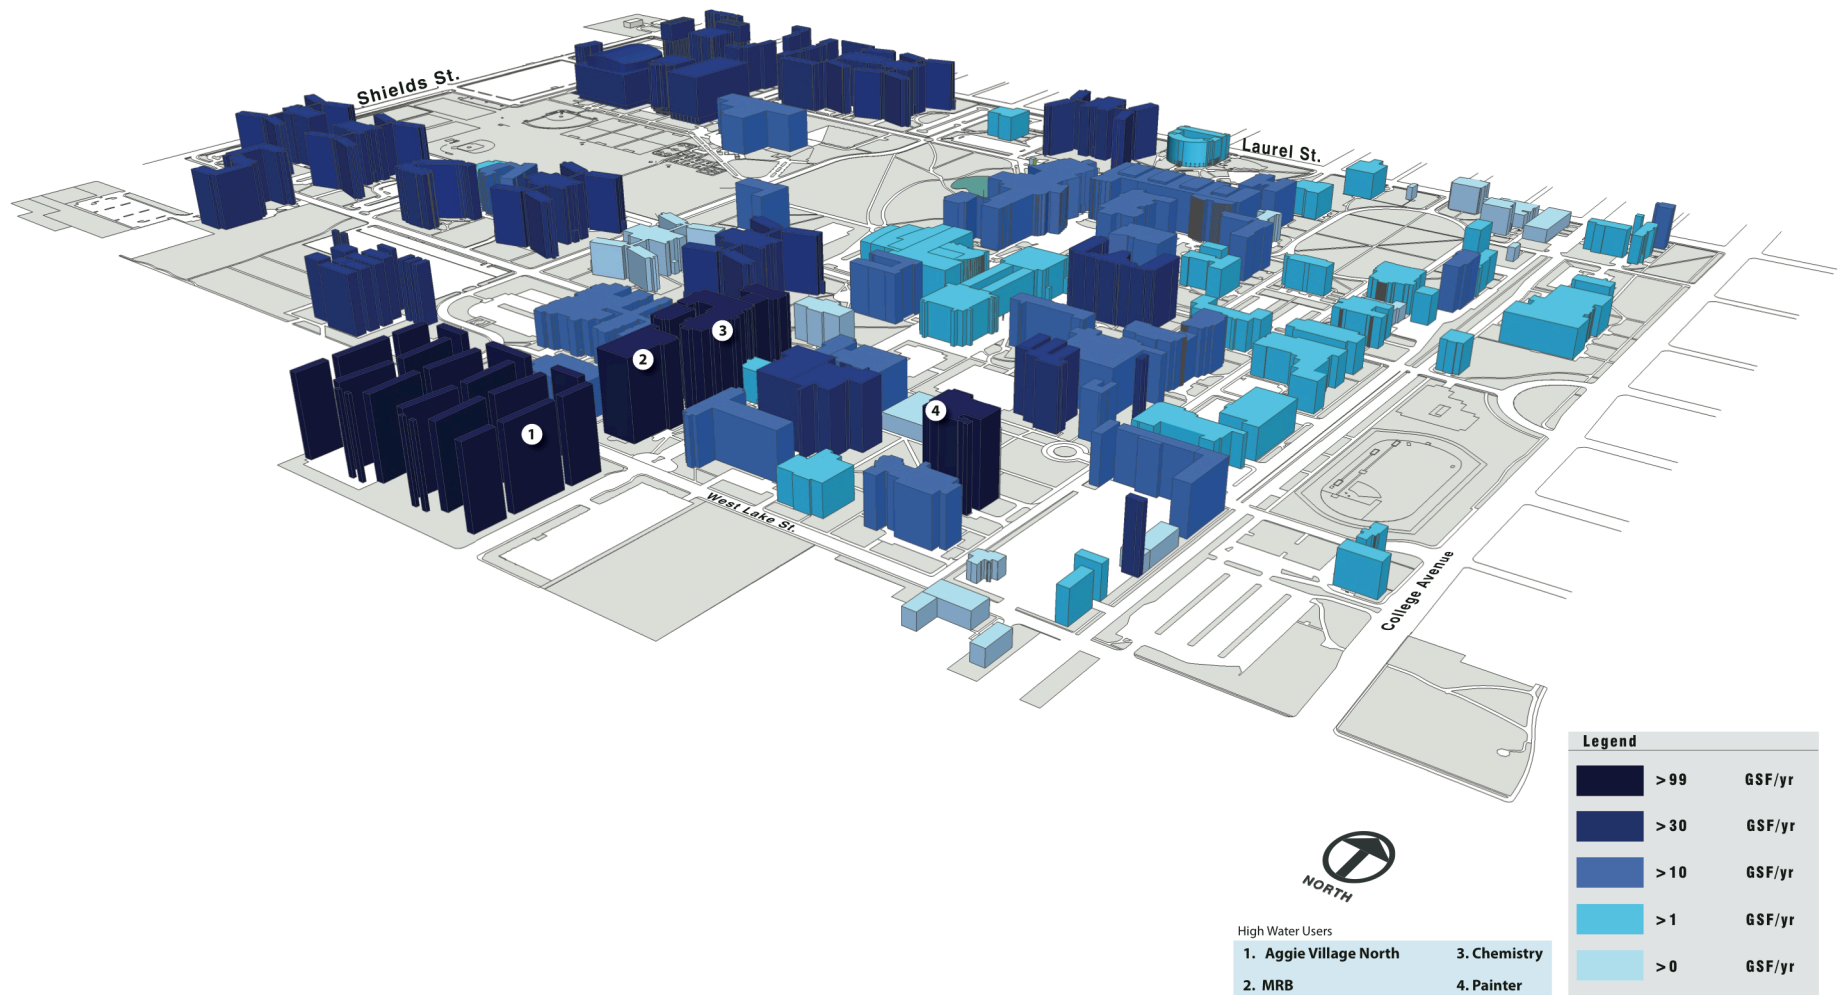 Shields St.
Laurel St.
3
2
4
1
West Lake St.
College Avenue
Legend
>99 GSF/yr
>30 GSF/yr
>10 GSF/yr
>1 GSF/yr
>0 GSF/yr
NORTH
High Water Users
1. Aggie Village North 3. Chemistry
2. MRB 4. Painter